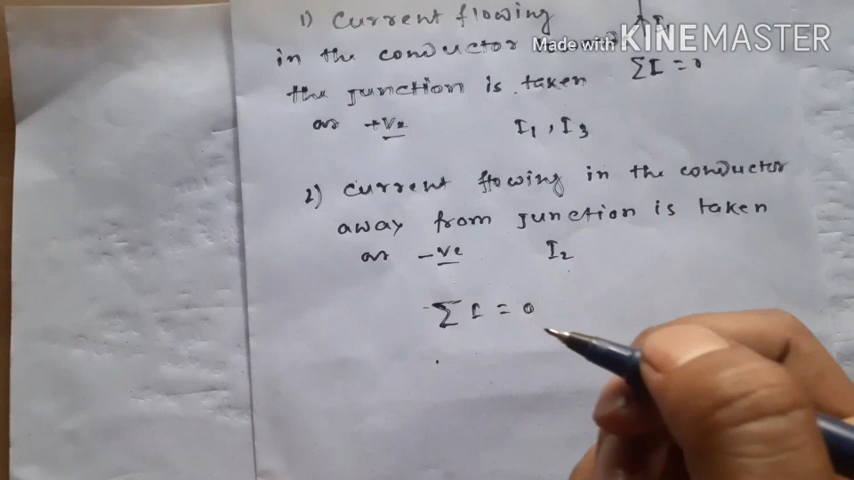 1) Current flowing
in the conductor
Made with KINEMASTER
I
the junction is taken
ΣI = 0
as +ve I1, I3
2) current flowing in the conductor
away from junction is taken
as -ve I2
Σ I = 0